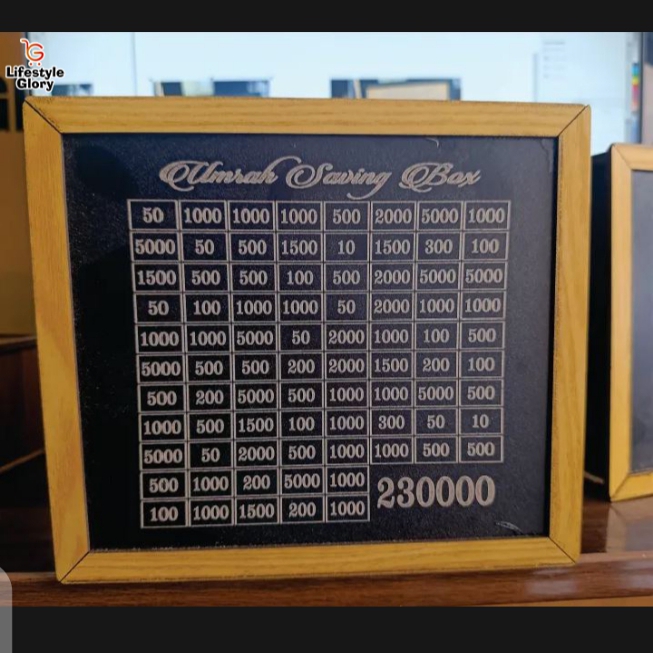 Lifestyle
Glory
Umrah Saving Box
50 1000 1000 1000 500 2000 5000 1000
5000 50 500 1500 10 1500 300 100
1500 500 500 100 500 2000 5000 5000
50 100 1000 1000 50 2000 1000 1000
1000 1000 5000 50 2000 1000 100 500
5000 500 500 200 2000 1500 200 100
500 200 5000 500 1000 1000 5000 500
1000 500 1500 100 1000 300 50 10
5000 50 2000 500 1000 1000 500 500
500 1000 200 5000 1000
100 1000 1500 200 1000
230000